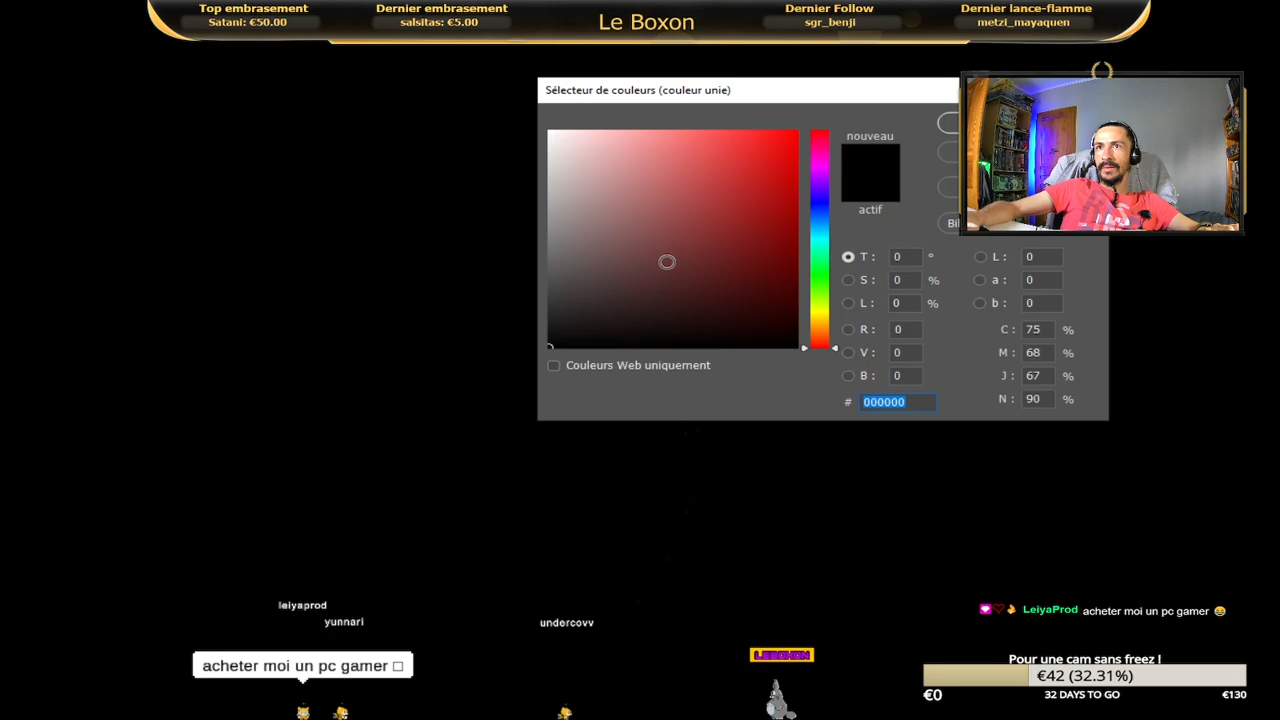 Top embrasement
Satani: €50.00
Dernier embrasement
salsitas: €5.00
Le Boxon
Dernier Follow
sgr_benji
Dernier lance-flamme
metzi_mayaquen
Sélecteur de couleurs (couleur unie)
nouveau
actif
Bi
T : 0 °
L : 0
S : 0 %
a : 0
L : 0 %
b : 0
R : 0
C : 75 %
V : 0
M : 68 %
B : 0
J : 67 %
# 000000
N : 90 %
Couleurs Web uniquement
leiyaprod
yunnari
undercovv
LeiyaProd acheter moi un pc gamer 😂
acheter moi un pc gamer □
LEBOXON
Pour une cam sans freez !
€42 (32.31%)
€0
32 DAYS TO GO
€130